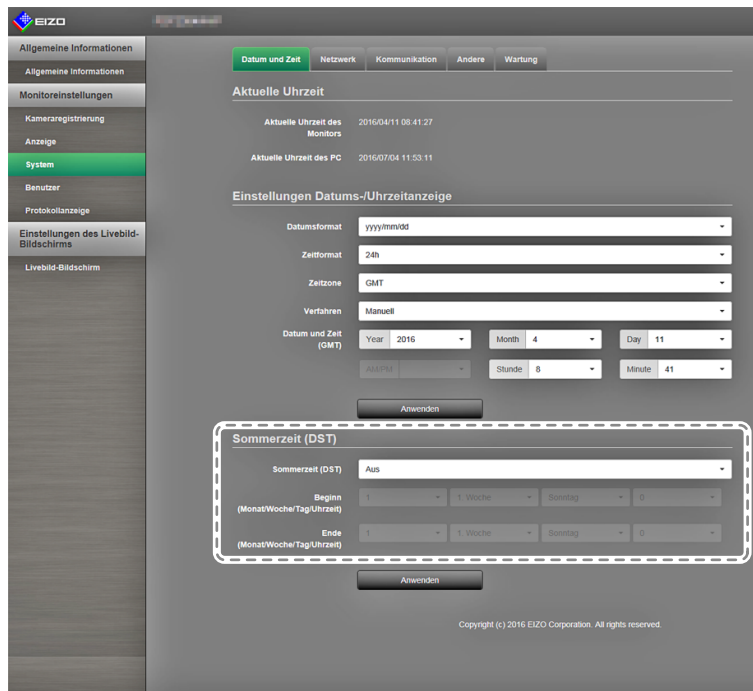 EIZO
Allgemeine Informationen
Allgemeine Informationen
Monitoreinstellungen
Kameraregistrierung
Anzeige
System
Benutzer
Protokollanzeige
Einstellungen des Livebild-
Bildschirms
Livebild-Bildschirm
Datum und Zeit Netzwerk Kommunikation Andere Wartung
Aktuelle Uhrzeit
Aktuelle Uhrzeit des 2016/04/11 08:41:27
Monitors
Aktuelle Uhrzeit des PC 2016/07/04 11:53:11
Einstellungen Datums-/Uhrzeitanzeige
Datumsformat yyyy/mm/dd
Zeitformat 24h
Zeitzone GMT
Verfahren Manuell
Datum und Zeit Year 2016 Month 4 Day 11
(GMT)
AM/PM Stunde 8 Minute 41
Anwenden
Sommerzeit (DST)
Sommerzeit (DST) Aus
Beginn 1 1. Woche Sonntag 0
(Monat/Woche/Tag/Uhrzeit)
Ende 1 1. Woche Sonntag 0
(Monat/Woche/Tag/Uhrzeit)
Anwenden
Copyright (c) 2016 EIZO Corporation. All rights reserved.